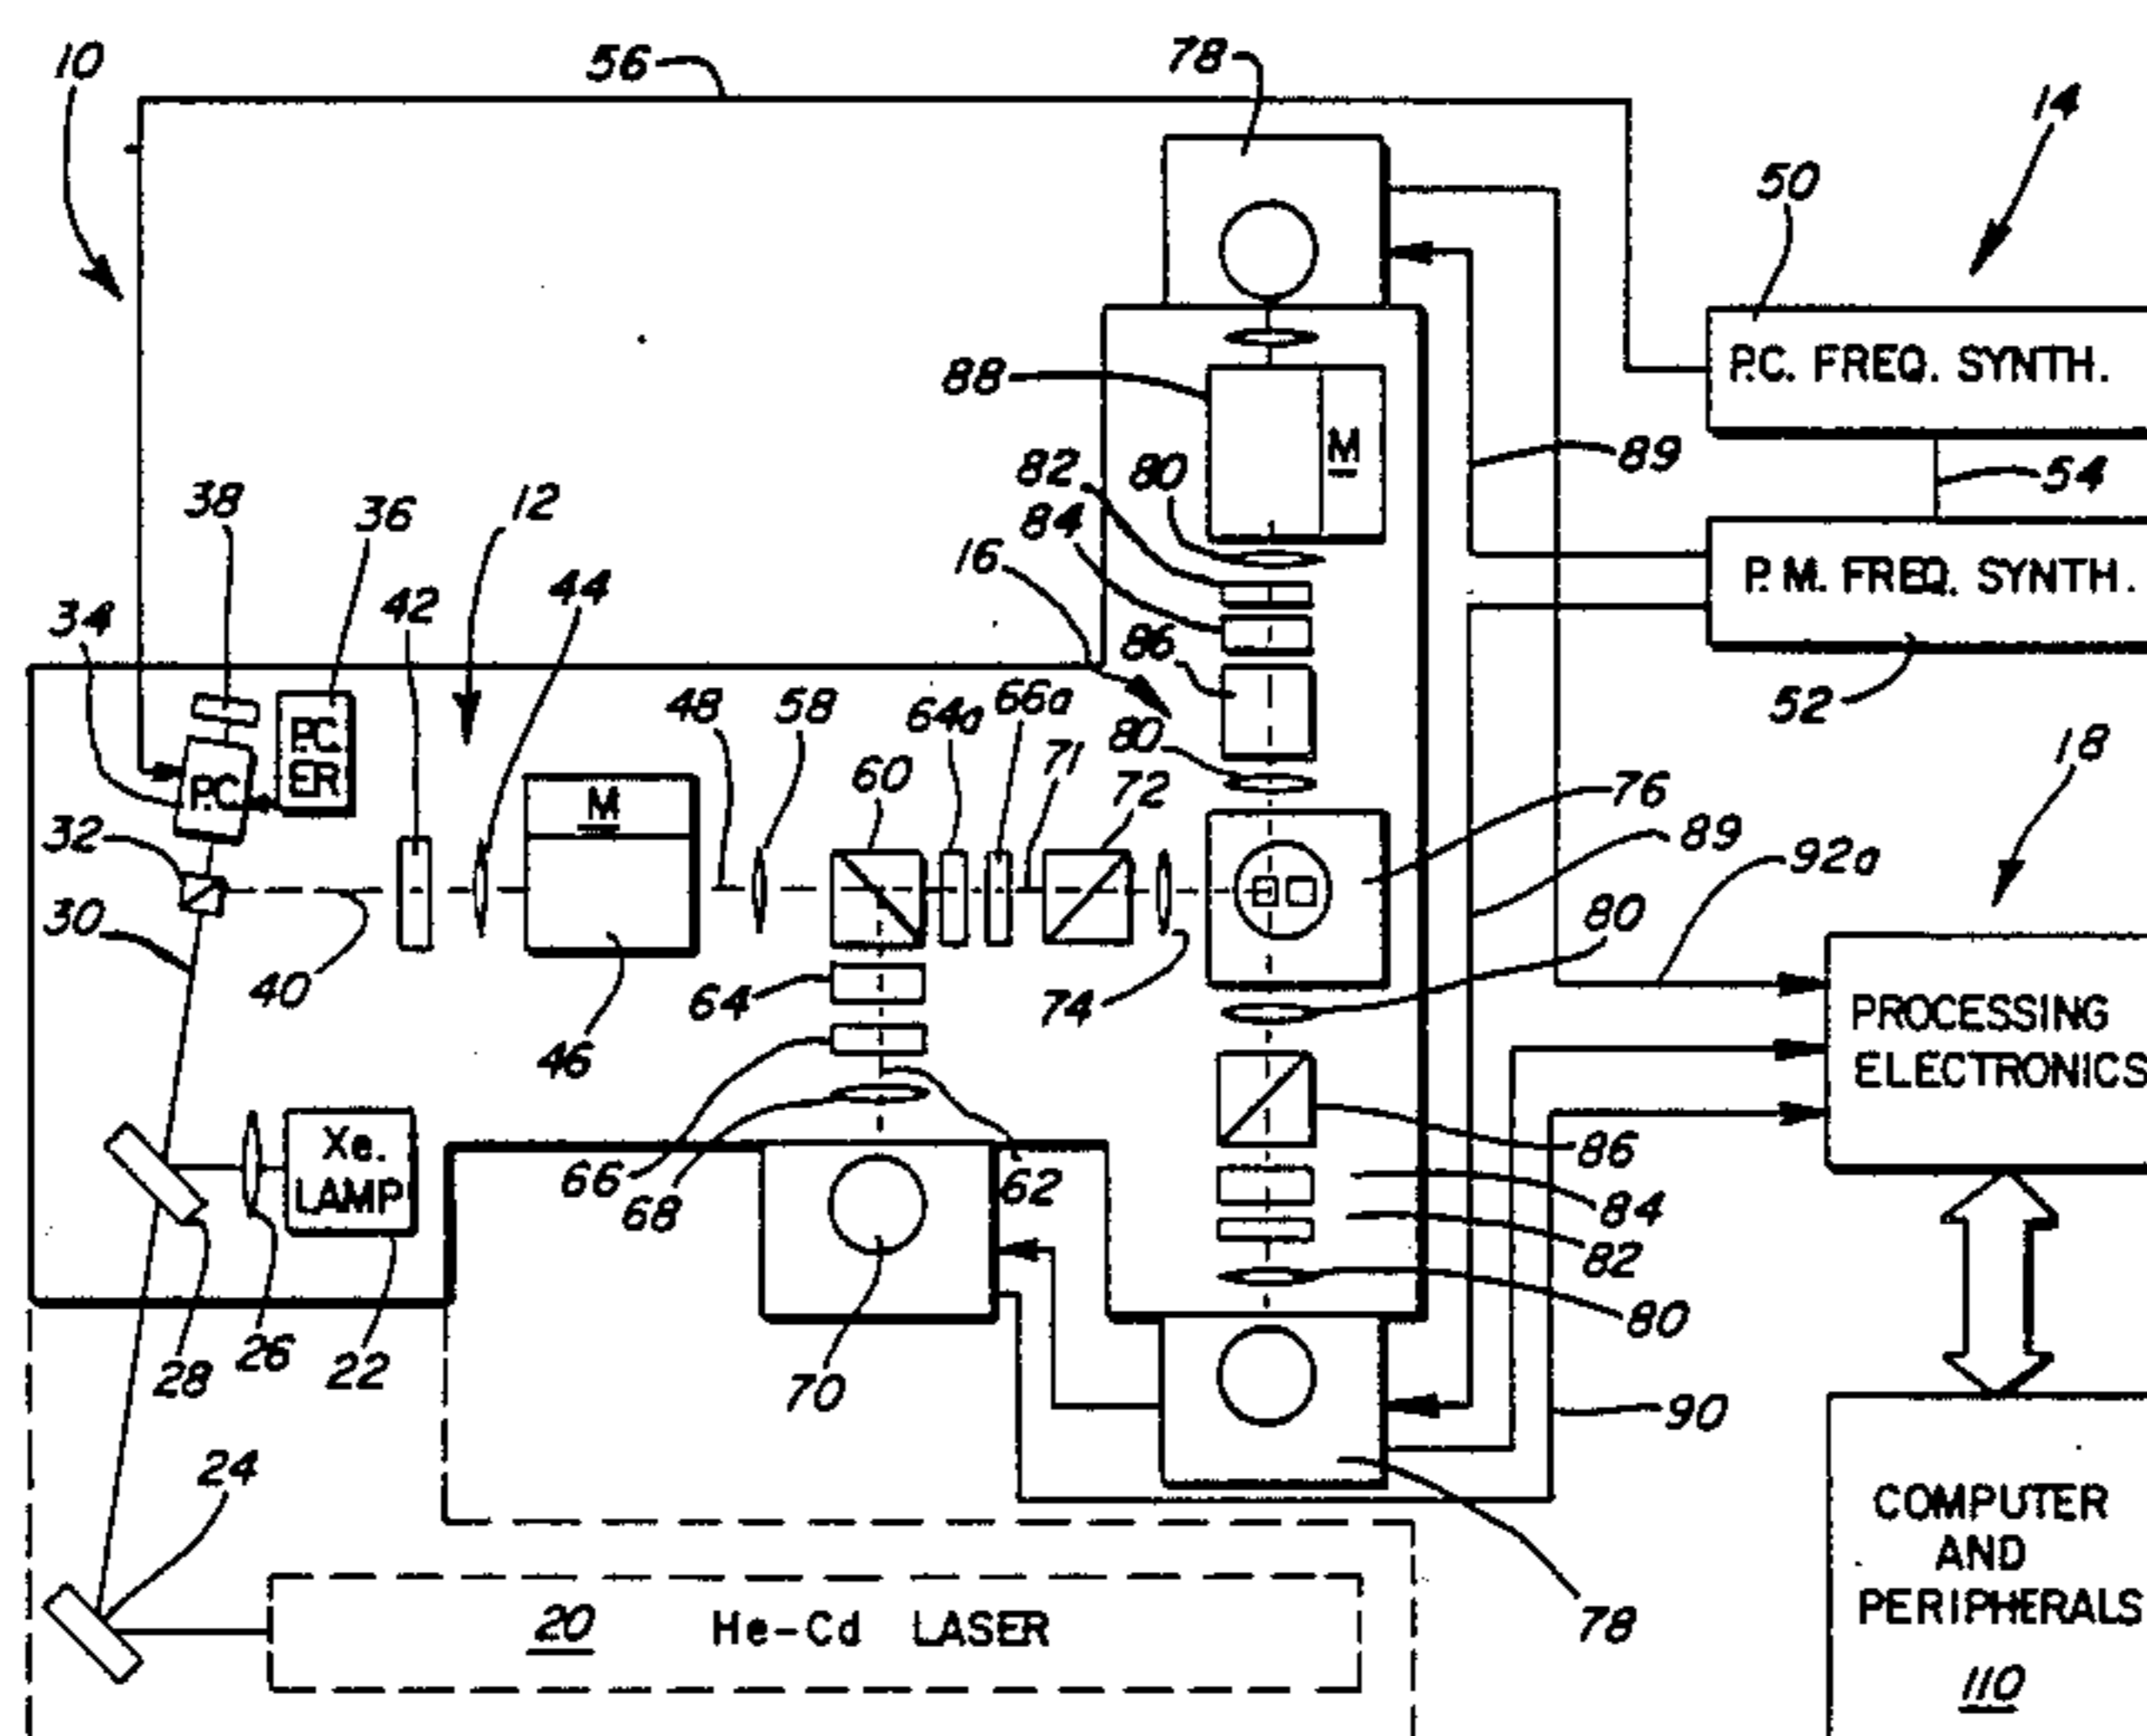 10
56
78
14
50
P.C. FREQ. SYNTH.
88
M
89
54
82
80
84
38
36
12
16
P. M. FREQ. SYNTH.
34
42
44
86
52
P.C.
ER
48
58
64a
66a
71
80
72
18
P.C.
M
60
76
32
89
92a
30
80
40
64
74
PROCESSING
ELECTRONICS
46
Xe.
LAMP
66
68
62
86
84
82
28
26
22
70
80
90
24
COMPUTER
AND
PERIPHERALS
110
20 He-Cd LASER
78